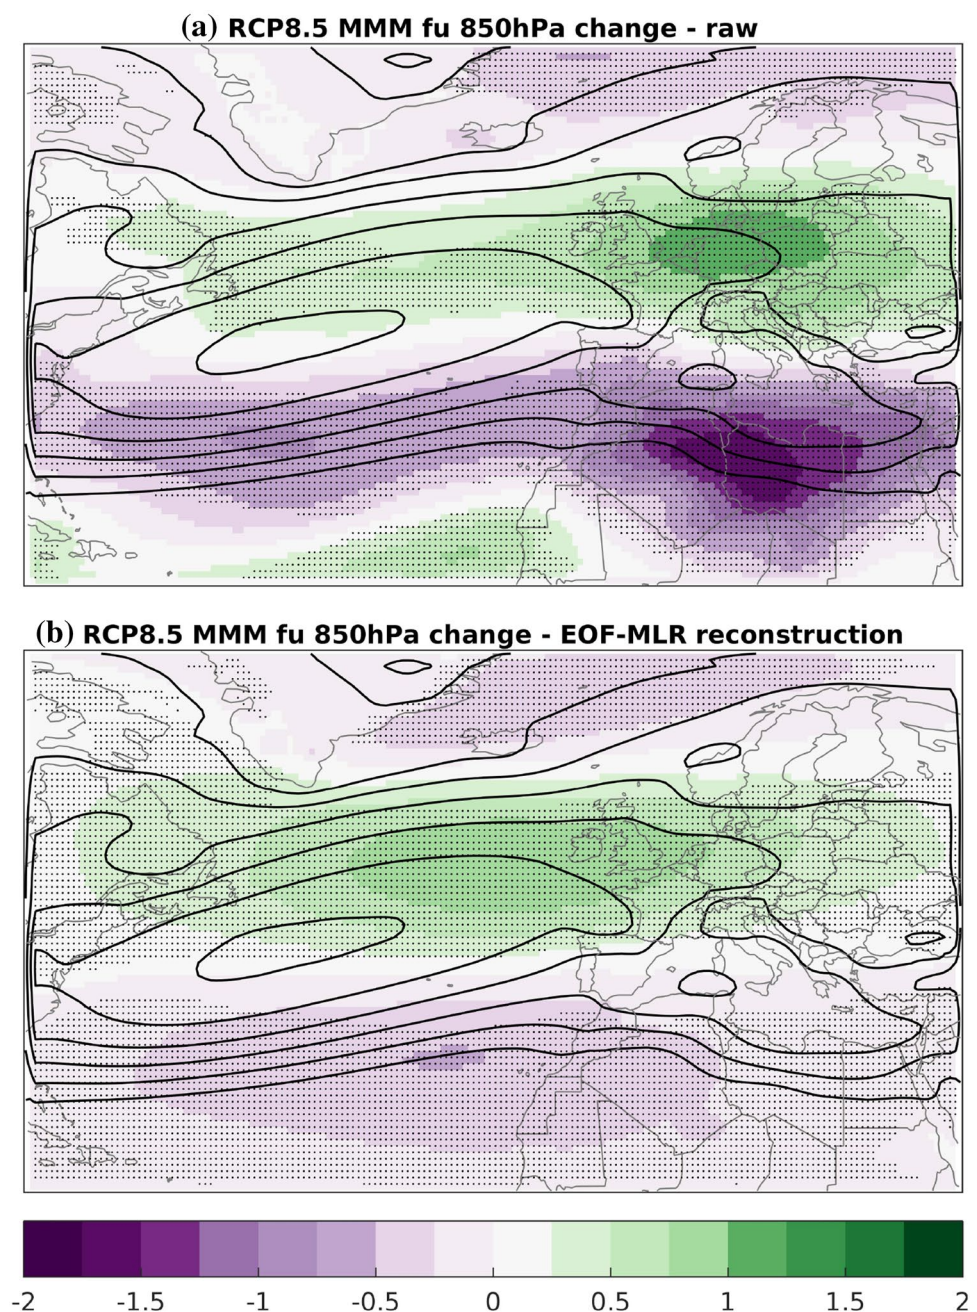 (a) RCP8.5 MMM fu 850hPa change - raw
(b) RCP8.5 MMM fu 850hPa change - EOF-MLR reconstruction
-2 -1.5 -1 -0.5 0 0.5 1 1.5 2